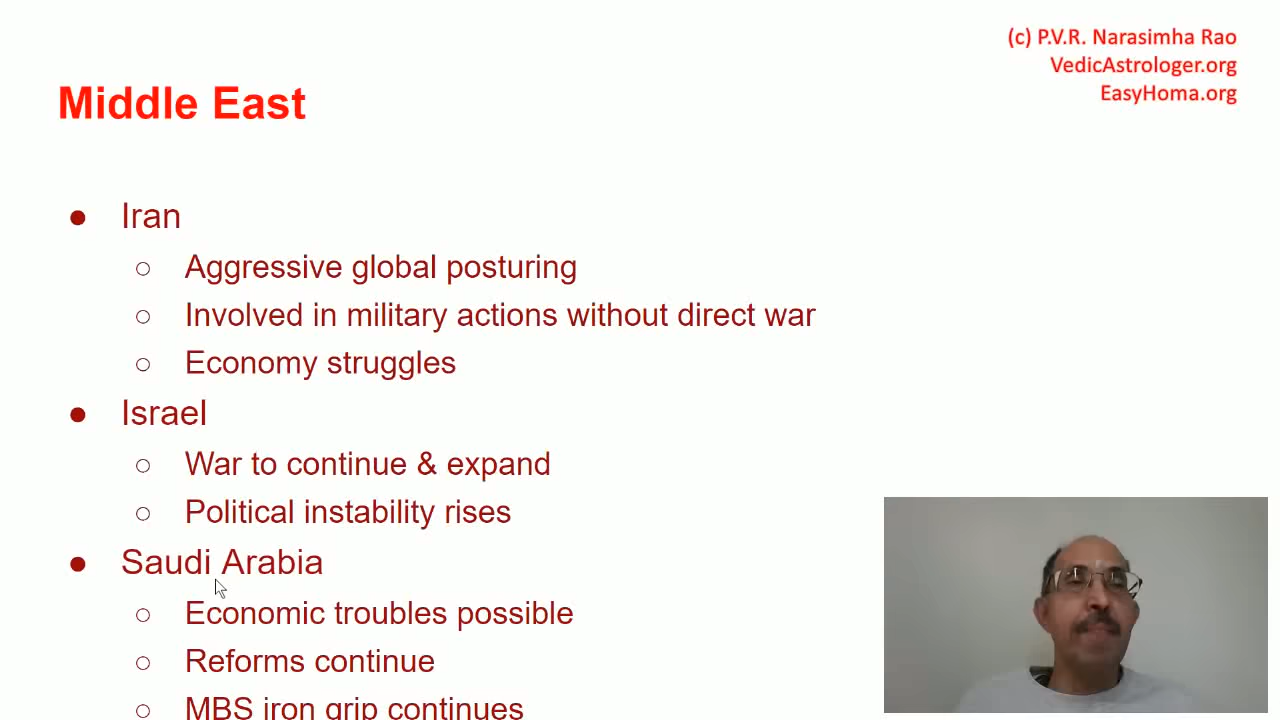 (c) P.V.R. Narasimha Rao
VedicAstrologer.org
EasyHoma.org
Middle East
● Iran
○ Aggressive global posturing
○ Involved in military actions without direct war
○ Economy struggles
● Israel
○ War to continue & expand
○ Political instability rises
● Saudi Arabia
○ Economic troubles possible
○ Reforms continue
○ MBS iron grip continues